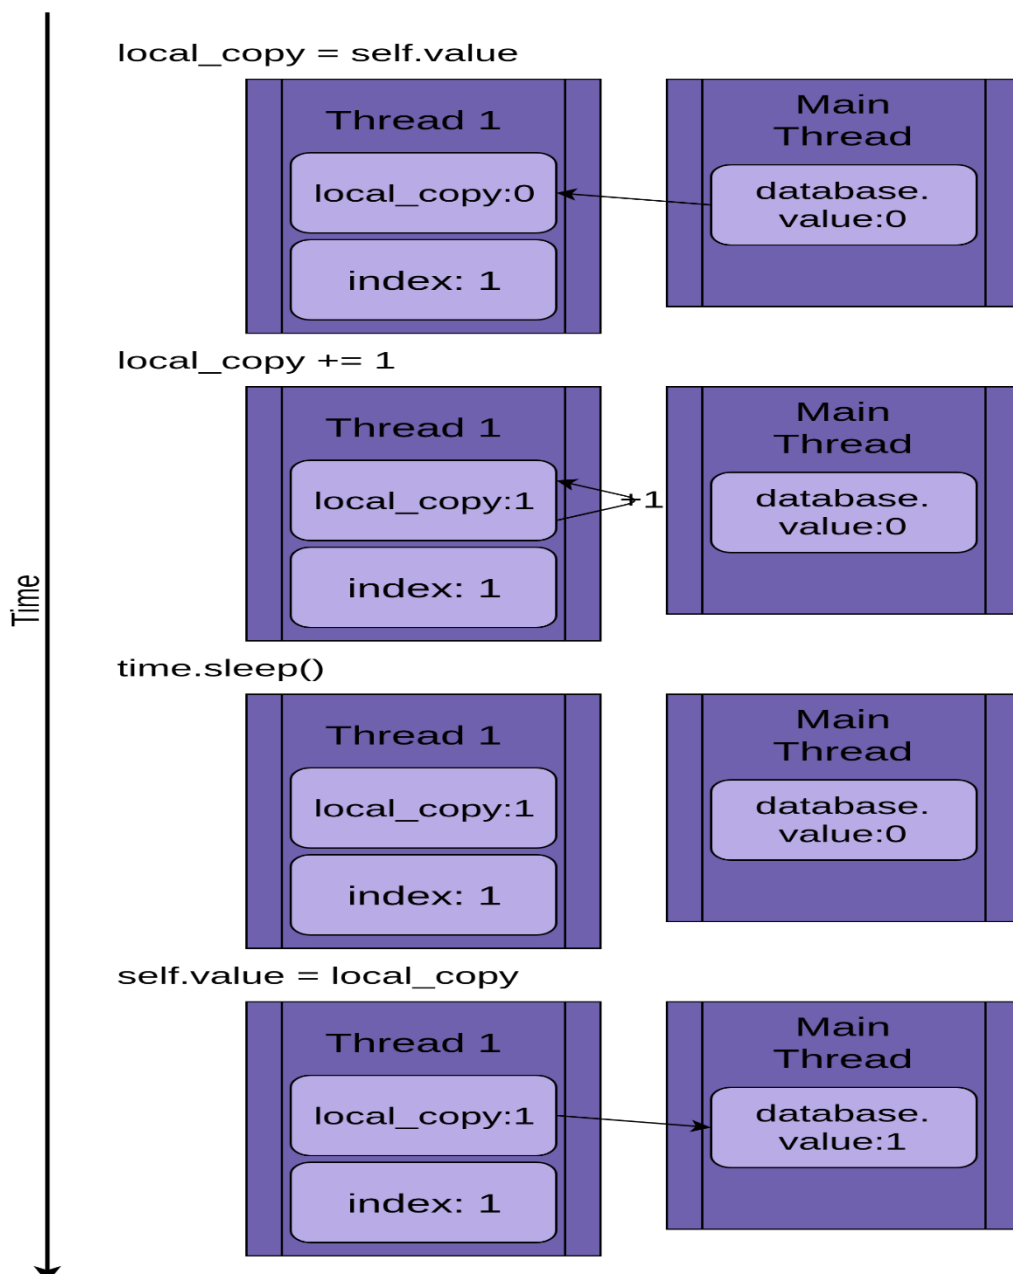 local_copy = self.value
Thread 1
local_copy:0
index: 1
Main
Thread
database.
value:0
local_copy += 1
Thread 1
local_copy:1
index: 1
+1
Main
Thread
database.
value:0
Time
time.sleep()
Thread 1
local_copy:1
index: 1
Main
Thread
database.
value:0
self.value = local_copy
Thread 1
local_copy:1
index: 1
Main
Thread
database.
value:1